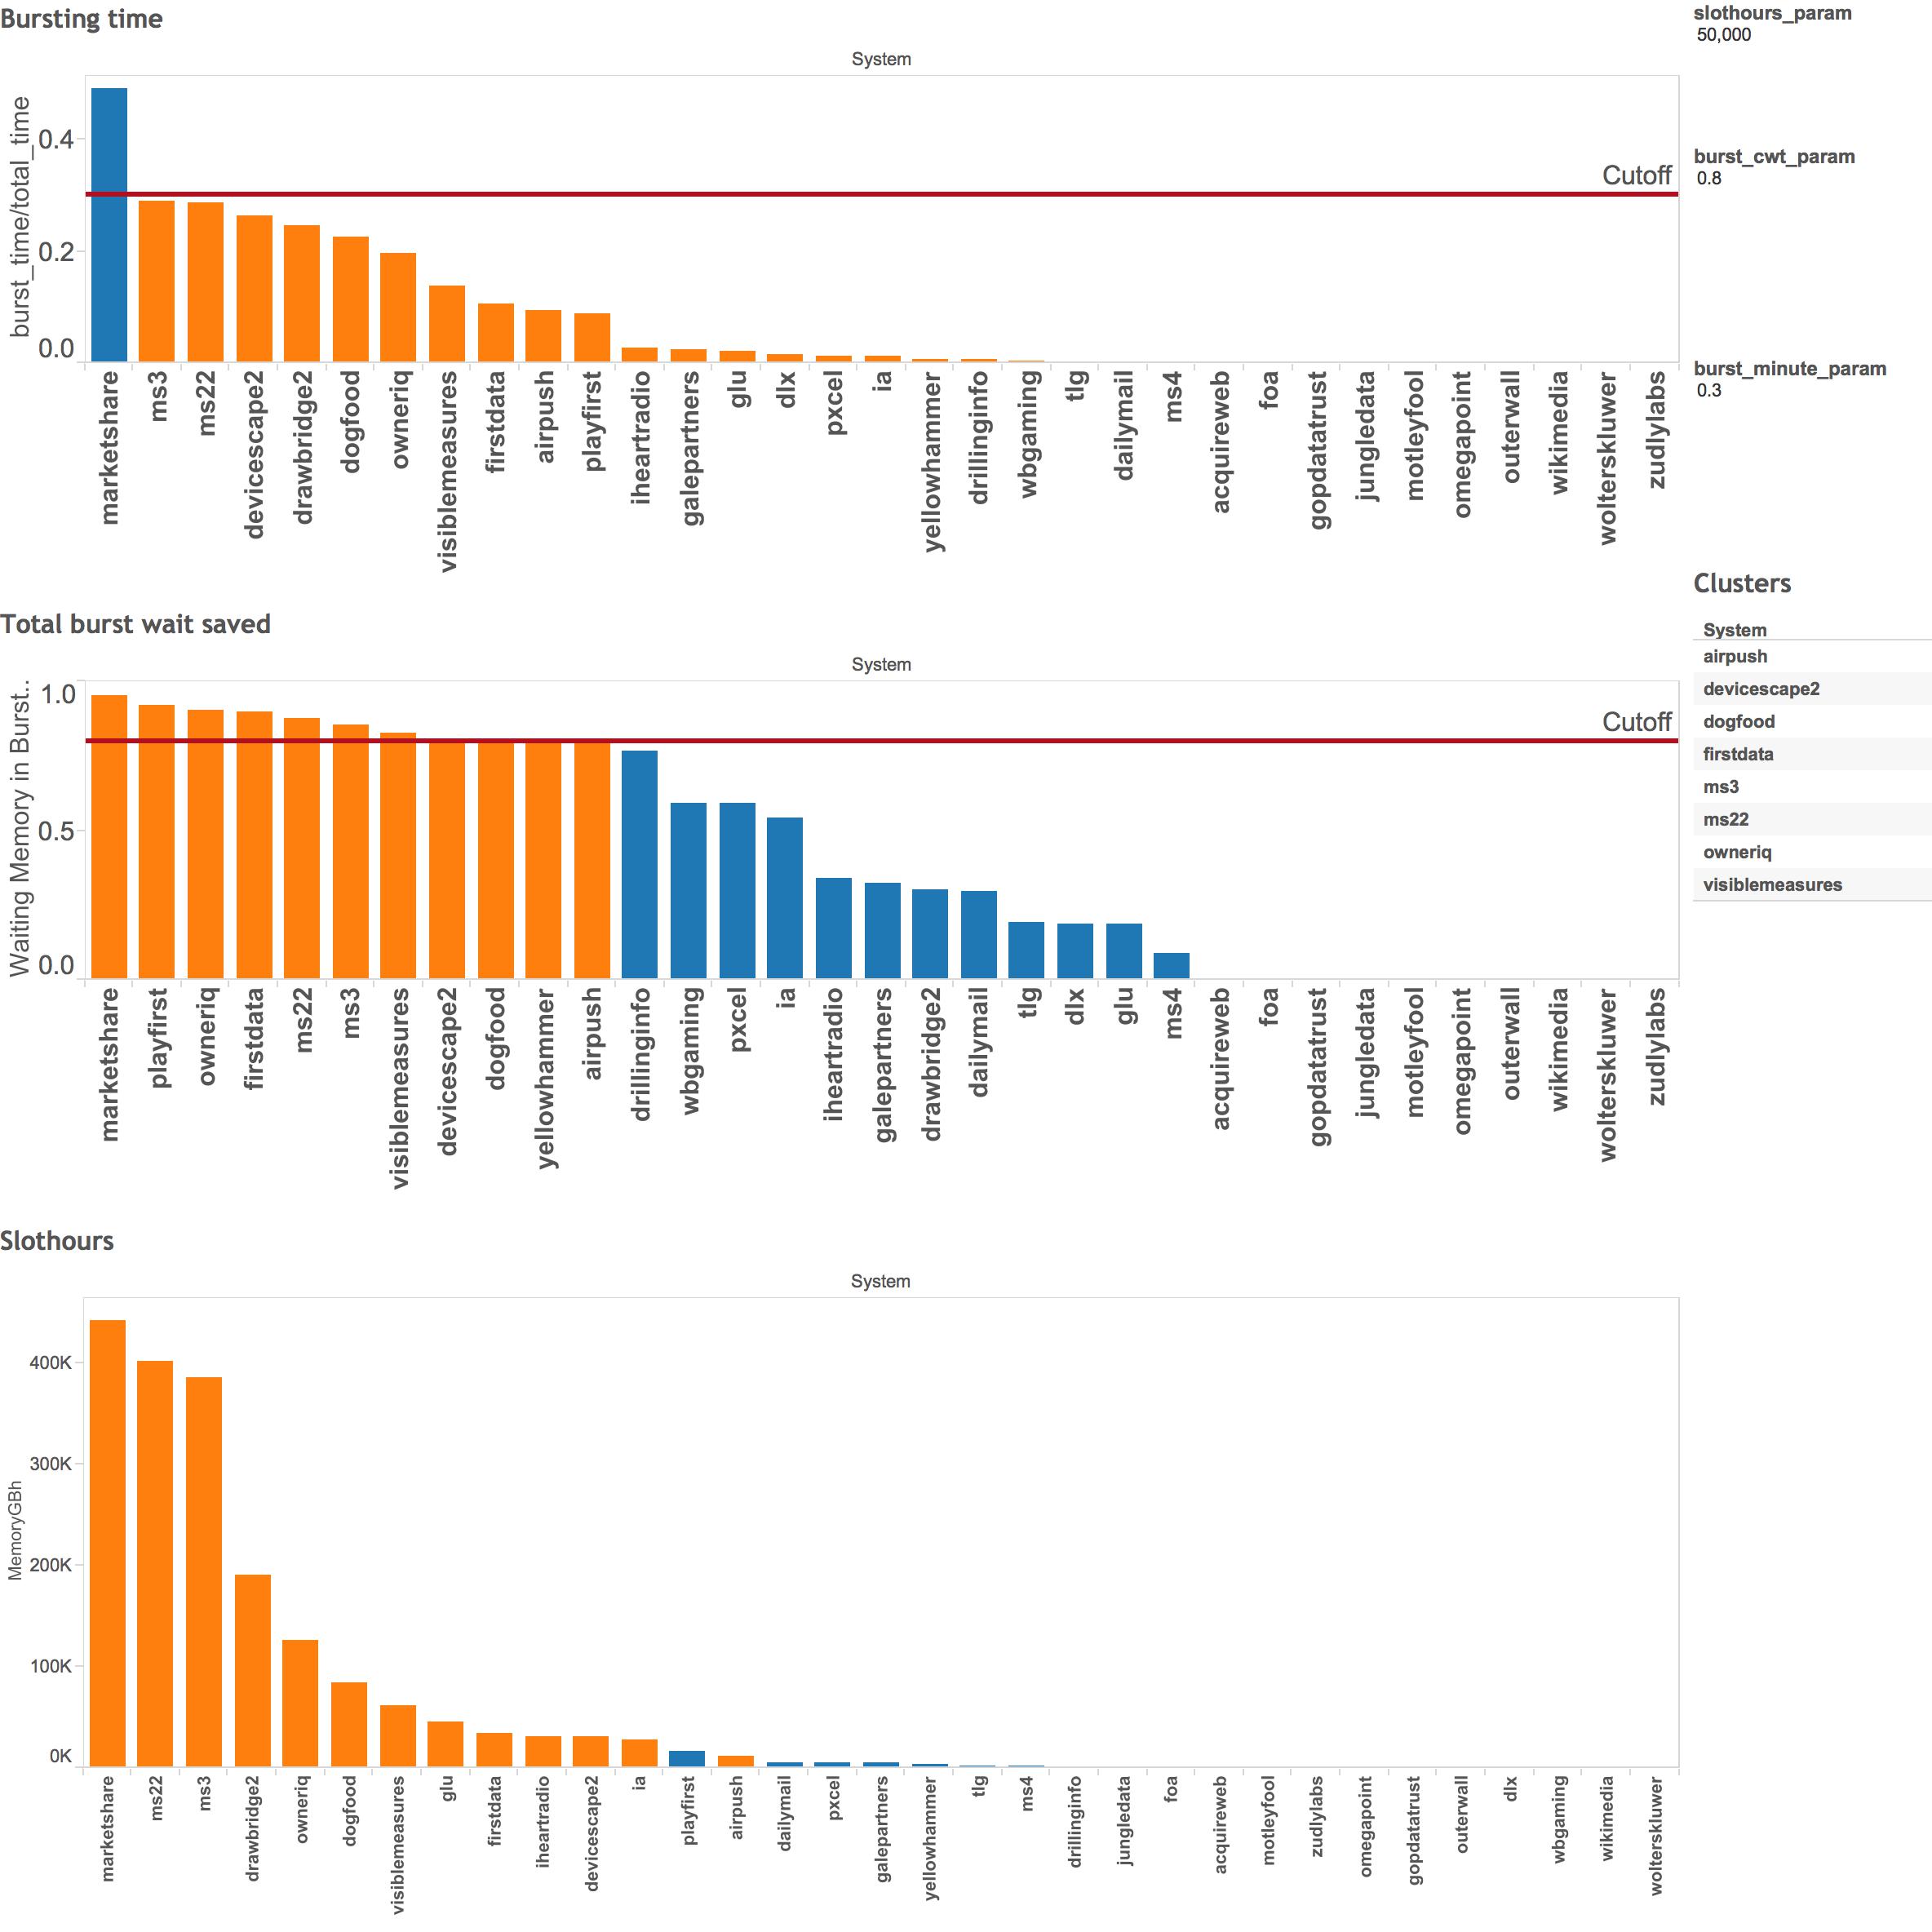 Bursting time
System
burst_time/total_time
0.4
0.2
0.0
Cutoff
marketshare
ms3
ms22
devicescape2
drawbridge2
dogfood
owneriq
visiblemeasures
firstdata
airpush
playfirst
iheartradio
galepartners
glu
dlx
pxcel
ia
yellowhammer
drillinginfo
wbgaming
tlg
dailymail
ms4
acquireweb
foa
gopdatatrust
jungledata
motleyfool
omegapoint
outerwall
wikimedia
wolterskluwer
zudlylabs
slothours_param
50,000
burst_cwt_param
0.8
burst_minute_param
0.3
Total burst wait saved
System
Waiting Memory in Burst..
1.0
0.5
0.0
Cutoff
marketshare
playfirst
owneriq
firstdata
ms22
ms3
visiblemeasures
devicescape2
dogfood
yellowhammer
airpush
drillinginfo
wbgaming
pxcel
ia
iheartradio
galepartners
drawbridge2
dailymail
tlg
dlx
glu
ms4
acquireweb
foa
gopdatatrust
jungledata
motleyfool
omegapoint
outerwall
wikimedia
wolterskluwer
zudlylabs
Clusters
System
airpush
devicescape2
dogfood
firstdata
ms3
ms22
owneriq
visiblemeasures
Slothours
System
MemoryGBh
400K
300K
200K
100K
0K
marketshare
ms22
ms3
drawbridge2
owneriq
dogfood
visiblemeasures
glu
firstdata
iheartradio
devicescape2
ia
playfirst
airpush
dailymail
pxcel
galepartners
yellowhammer
tlg
ms4
drillinginfo
jungledata
foa
acquireweb
motleyfool
zudlylabs
omegapoint
gopdatatrust
outerwall
dlx
wbgaming
wikimedia
wolterskluwer